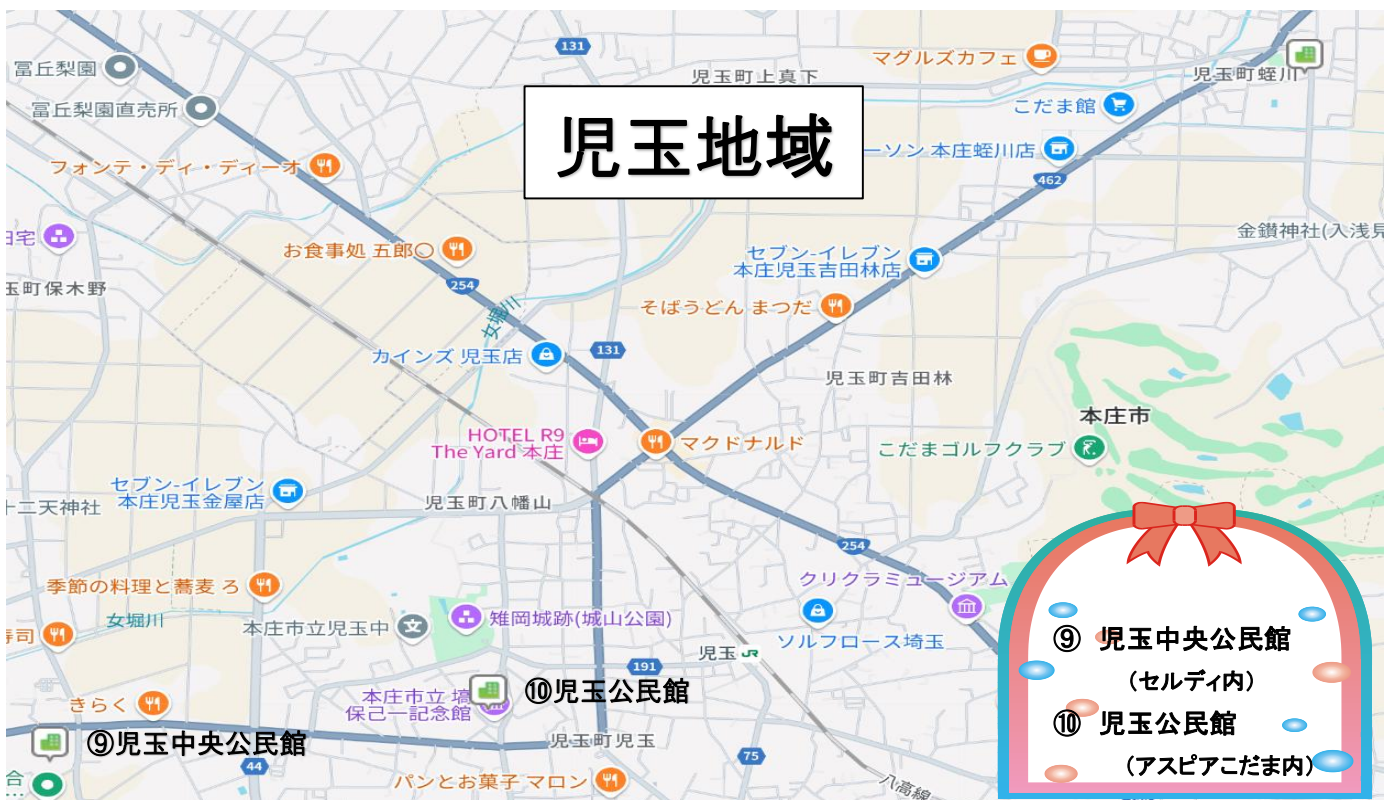 131
マグルズカフェ
児玉町上真下
児玉町蛭川
冨丘梨園
冨丘梨園直売所
こだま館
児玉地域
ーソン 本庄蛭川店
フォンテ・ディ・ディーオ
462
金鑚神社(入浅見
お食事処 五郎〇
セブン-イレブン
本庄児玉吉田林店
254
玉町保木野
女堀川
そばうどん まつだ
カインズ 児玉店
131
児玉町吉田林
本庄市
HOTEL R9
The Yard 本庄
マクドナルド
こだまゴルフクラブ
セブン-イレブン
本庄児玉金屋店
児玉町八幡山
十二天神社
254
クリクラミュージアム
季節の料理と蕎麦 ろ
女堀川
本庄市立児玉中
雉岡城跡(城山公園)
ソルフロース埼玉
児玉 JR
191
きらく
本庄市立 塙
保己一記念館
⑩児玉公民館
⑨児玉中央公民館
児玉町児玉
44
75
パンとお菓子 マロン
八高線
⑨ 児玉中央公民館
（セルディ内）
⑩ 児玉公民館
（アスピアこだま内）